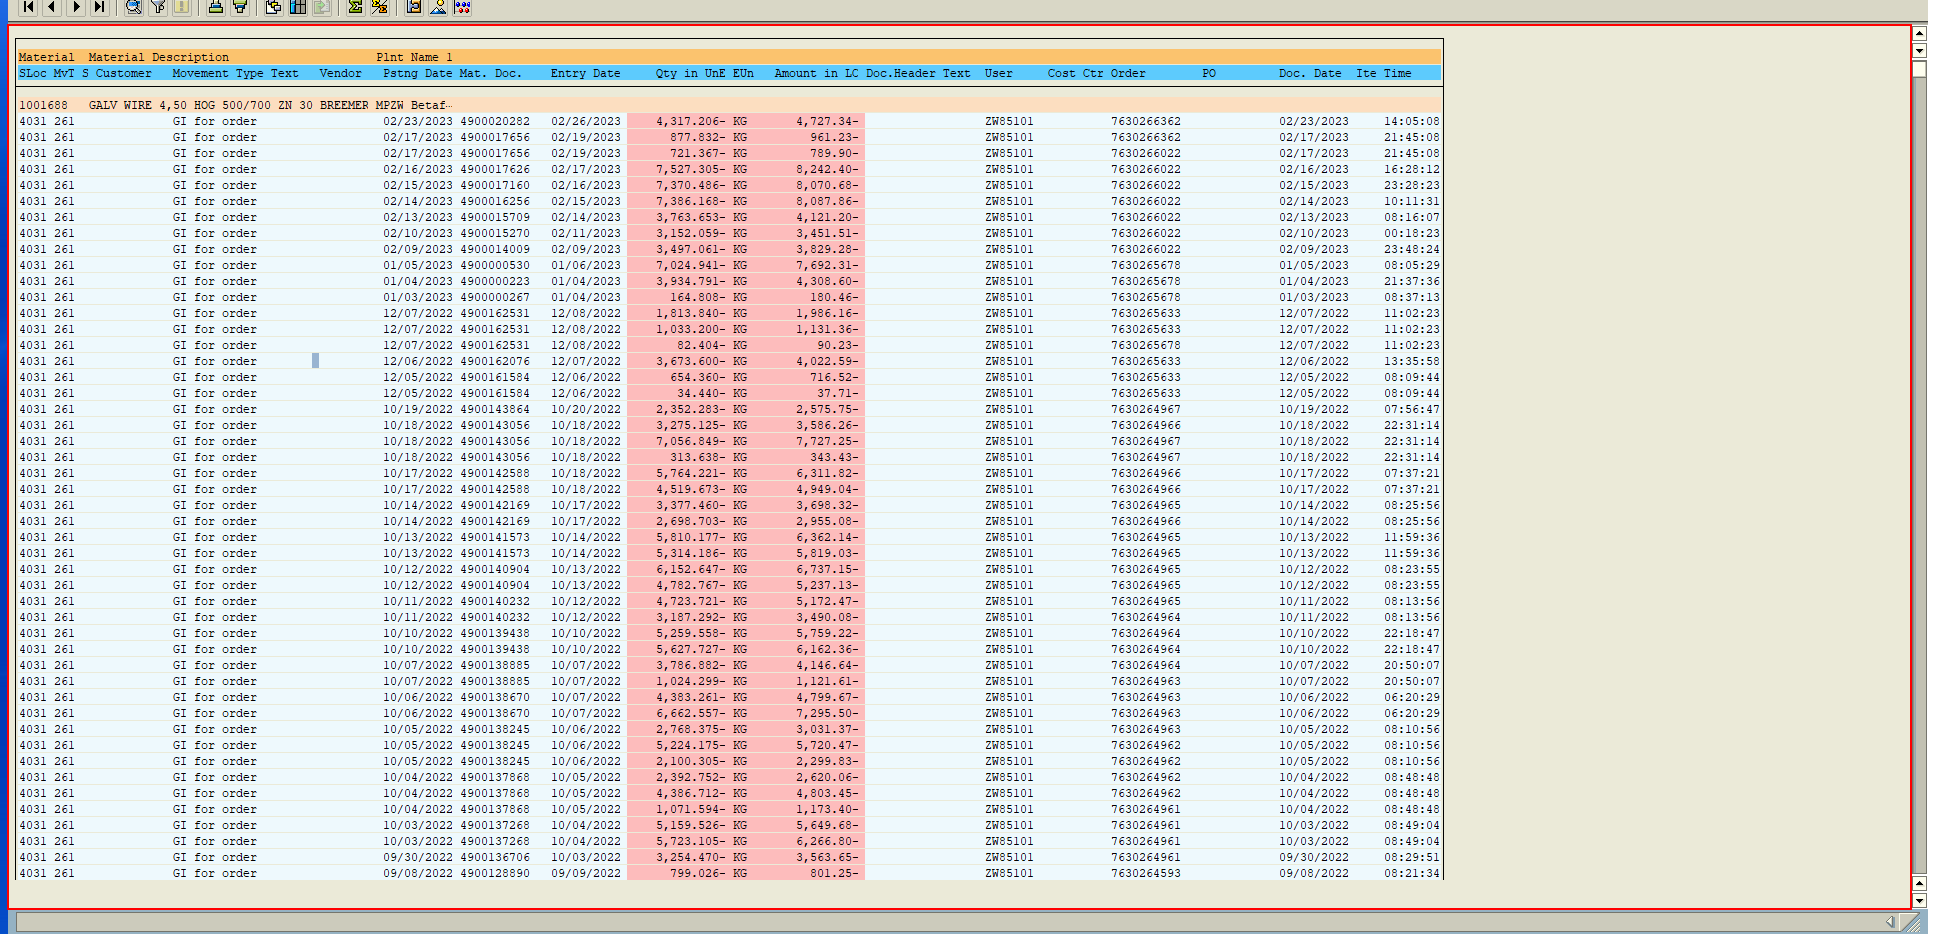 Material  Material Description                     Plnt Name 1
SLoc MvT S Customer   Movement Type Text   Vendor   Pstng Date Mat. Doc.    Entry Date     Qty in UnE EUn   Amount in LC Doc.Header Text  User     Cost Ctr Order        PO         Doc. Date  Ite Time
1001688   GALV WIRE 4,50 HOG 500/700 ZN 30 BREEMER MPZW Betaf…
4031 261 GI for order 02/23/2023 4900020282 02/26/2023 4,317.206- KG 4,727.34- ZW85101 7630266362 02/23/2023 14:05:08
4031 261 GI for order 02/17/2023 4900017656 02/19/2023 877.832- KG 961.23- ZW85101 7630266362 02/17/2023 21:45:08
4031 261 GI for order 02/17/2023 4900017656 02/19/2023 721.367- KG 789.90- ZW85101 7630266022 02/17/2023 21:45:08
4031 261 GI for order 02/16/2023 4900017626 02/17/2023 7,527.305- KG 8,242.40- ZW85101 7630266022 02/16/2023 16:28:12
4031 261 GI for order 02/15/2023 4900017160 02/16/2023 7,370.486- KG 8,070.68- ZW85101 7630266022 02/15/2023 23:28:23
4031 261 GI for order 02/14/2023 4900016256 02/15/2023 7,386.168- KG 8,087.86- ZW85101 7630266022 02/14/2023 10:11:31
4031 261 GI for order 02/13/2023 4900015709 02/14/2023 3,763.653- KG 4,121.20- ZW85101 7630266022 02/13/2023 08:16:07
4031 261 GI for order 02/10/2023 4900015270 02/11/2023 3,152.059- KG 3,451.51- ZW85101 7630266022 02/10/2023 00:18:23
4031 261 GI for order 02/09/2023 4900014009 02/09/2023 3,497.061- KG 3,829.28- ZW85101 7630266022 02/09/2023 23:48:24
4031 261 GI for order 01/05/2023 4900000530 01/06/2023 7,024.941- KG 7,692.31- ZW85101 7630265678 01/05/2023 08:05:29
4031 261 GI for order 01/04/2023 4900000223 01/04/2023 3,934.791- KG 4,308.60- ZW85101 7630265678 01/04/2023 21:37:36
4031 261 GI for order 01/03/2023 4900000267 01/04/2023 164.808- KG 180.46- ZW85101 7630265678 01/03/2023 08:37:13
4031 261 GI for order 12/07/2022 4900162531 12/08/2022 1,813.840- KG 1,986.16- ZW85101 7630265633 12/07/2022 11:02:23
4031 261 GI for order 12/07/2022 4900162531 12/08/2022 1,033.200- KG 1,131.36- ZW85101 7630265633 12/07/2022 11:02:23
4031 261 GI for order 12/07/2022 4900162531 12/08/2022 82.404- KG 90.23- ZW85101 7630265678 12/07/2022 11:02:23
4031 261 GI for order 12/06/2022 4900162076 12/07/2022 3,673.600- KG 4,022.59- ZW85101 7630265633 12/06/2022 13:35:58
4031 261 GI for order 12/05/2022 4900161584 12/06/2022 654.360- KG 716.52- ZW85101 7630265633 12/05/2022 08:09:44
4031 261 GI for order 12/05/2022 4900161584 12/06/2022 34.440- KG 37.71- ZW85101 7630265633 12/05/2022 08:09:44
4031 261 GI for order 10/19/2022 4900143864 10/20/2022 2,352.283- KG 2,575.75- ZW85101 7630264967 10/19/2022 07:56:47
4031 261 GI for order 10/18/2022 4900143056 10/18/2022 3,275.125- KG 3,586.26- ZW85101 7630264966 10/18/2022 22:31:14
4031 261 GI for order 10/18/2022 4900143056 10/18/2022 7,056.849- KG 7,727.25- ZW85101 7630264967 10/18/2022 22:31:14
4031 261 GI for order 10/18/2022 4900143056 10/18/2022 313.638- KG 343.43- ZW85101 7630264967 10/18/2022 22:31:14
4031 261 GI for order 10/17/2022 4900142588 10/18/2022 5,764.221- KG 6,311.82- ZW85101 7630264966 10/17/2022 07:37:21
4031 261 GI for order 10/17/2022 4900142588 10/18/2022 4,519.673- KG 4,949.04- ZW85101 7630264966 10/17/2022 07:37:21
4031 261 GI for order 10/14/2022 4900142169 10/17/2022 3,377.460- KG 3,698.32- ZW85101 7630264965 10/14/2022 08:25:56
4031 261 GI for order 10/14/2022 4900142169 10/17/2022 2,698.703- KG 2,955.08- ZW85101 7630264966 10/14/2022 08:25:56
4031 261 GI for order 10/13/2022 4900141573 10/14/2022 5,810.177- KG 6,362.14- ZW85101 7630264965 10/13/2022 11:59:36
4031 261 GI for order 10/13/2022 4900141573 10/14/2022 5,314.186- KG 5,819.03- ZW85101 7630264965 10/13/2022 11:59:36
4031 261 GI for order 10/12/2022 4900140904 10/13/2022 6,152.647- KG 6,737.15- ZW85101 7630264965 10/12/2022 08:23:55
4031 261 GI for order 10/12/2022 4900140904 10/13/2022 4,782.767- KG 5,237.13- ZW85101 7630264965 10/12/2022 08:23:55
4031 261 GI for order 10/11/2022 4900140232 10/12/2022 4,723.721- KG 5,172.47- ZW85101 7630264965 10/11/2022 08:13:56
4031 261 GI for order 10/11/2022 4900140232 10/12/2022 3,187.292- KG 3,490.08- ZW85101 7630264964 10/11/2022 08:13:56
4031 261 GI for order 10/10/2022 4900139438 10/10/2022 5,259.558- KG 5,759.22- ZW85101 7630264964 10/10/2022 22:18:47
4031 261 GI for order 10/10/2022 4900139438 10/10/2022 5,627.727- KG 6,162.36- ZW85101 7630264964 10/10/2022 22:18:47
4031 261 GI for order 10/07/2022 4900138885 10/07/2022 3,786.882- KG 4,146.64- ZW85101 7630264964 10/07/2022 20:50:07
4031 261 GI for order 10/07/2022 4900138885 10/07/2022 1,024.299- KG 1,121.61- ZW85101 7630264963 10/07/2022 20:50:07
4031 261 GI for order 10/06/2022 4900138670 10/07/2022 4,383.261- KG 4,799.67- ZW85101 7630264963 10/06/2022 06:20:29
4031 261 GI for order 10/06/2022 4900138670 10/07/2022 6,662.557- KG 7,295.50- ZW85101 7630264963 10/06/2022 06:20:29
4031 261 GI for order 10/05/2022 4900138245 10/06/2022 2,768.375- KG 3,031.37- ZW85101 7630264963 10/05/2022 08:10:56
4031 261 GI for order 10/05/2022 4900138245 10/06/2022 5,224.175- KG 5,720.47- ZW85101 7630264962 10/05/2022 08:10:56
4031 261 GI for order 10/05/2022 4900138245 10/06/2022 2,100.305- KG 2,299.83- ZW85101 7630264962 10/05/2022 08:10:56
4031 261 GI for order 10/04/2022 4900137868 10/05/2022 2,392.752- KG 2,620.06- ZW85101 7630264962 10/04/2022 08:48:48
4031 261 GI for order 10/04/2022 4900137868 10/05/2022 4,386.712- KG 4,803.45- ZW85101 7630264962 10/04/2022 08:48:48
4031 261 GI for order 10/04/2022 4900137868 10/05/2022 1,071.594- KG 1,173.40- ZW85101 7630264961 10/04/2022 08:48:48
4031 261 GI for order 10/03/2022 4900137268 10/04/2022 5,159.526- KG 5,649.68- ZW85101 7630264961 10/03/2022 08:49:04
4031 261 GI for order 10/03/2022 4900137268 10/04/2022 5,723.105- KG 6,266.80- ZW85101 7630264961 10/03/2022 08:49:04
4031 261 GI for order 09/30/2022 4900136706 10/03/2022 3,254.470- KG 3,563.65- ZW85101 7630264961 09/30/2022 08:29:51
4031 261 GI for order 09/08/2022 4900128890 09/09/2022 799.026- KG 801.25- ZW85101 7630264593 09/08/2022 08:21:34